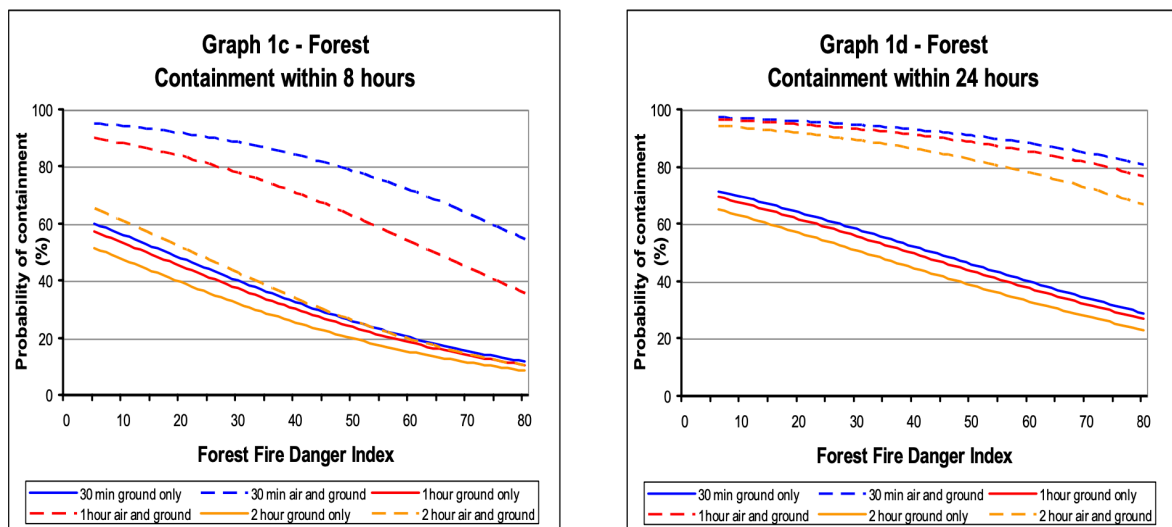 Graph 1c - Forest
Containment within 8 hours
Probability of containment
(%)
100
80
60
40
20
0
0 10 20 30 40 50 60 70 80
Forest Fire Danger Index
30 min ground only 30 min air and ground 1hour ground only
1hour air and ground 2 hour ground only 2 hour air and ground
Graph 1d - Forest
Containment within 24 hours
Probability of containment
(%)
100
80
60
40
20
0
0 10 20 30 40 50 60 70 80
Forest Fire Danger Index
30 min ground only 30 min air and ground 1hour ground only
1hour air and ground 2 hour ground only 2 hour air and ground